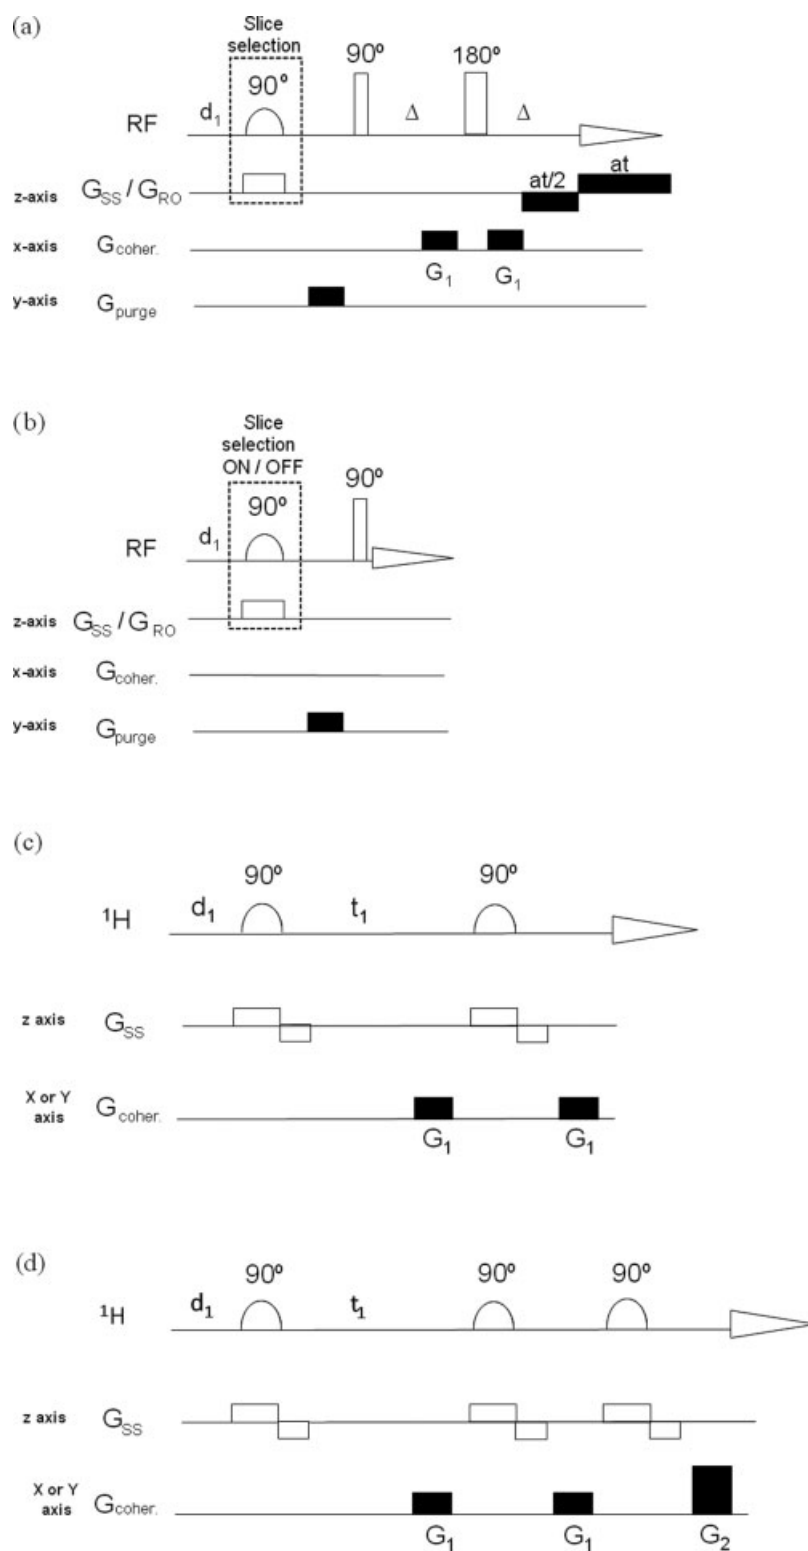 (a)
Slice
selection
90º 90º 180º
d1 Δ Δ
RF
at/2 at
z-axis GSS / GRO
x-axis Gcoher.
G1 G1
y-axis Gpurge
(b)
Slice
selection
ON / OFF
90º 90º
d1
RF
z-axis GSS / GRO
x-axis Gcoher.
y-axis Gpurge
(c)
90º 90º
1H d1 t1
z axis GSS
X or Y
axis Gcoher.
G1 G1
(d)
90º 90º 90º
1H d1 t1
z axis GSS
X or Y
axis Gcoher.
G1 G1 G2